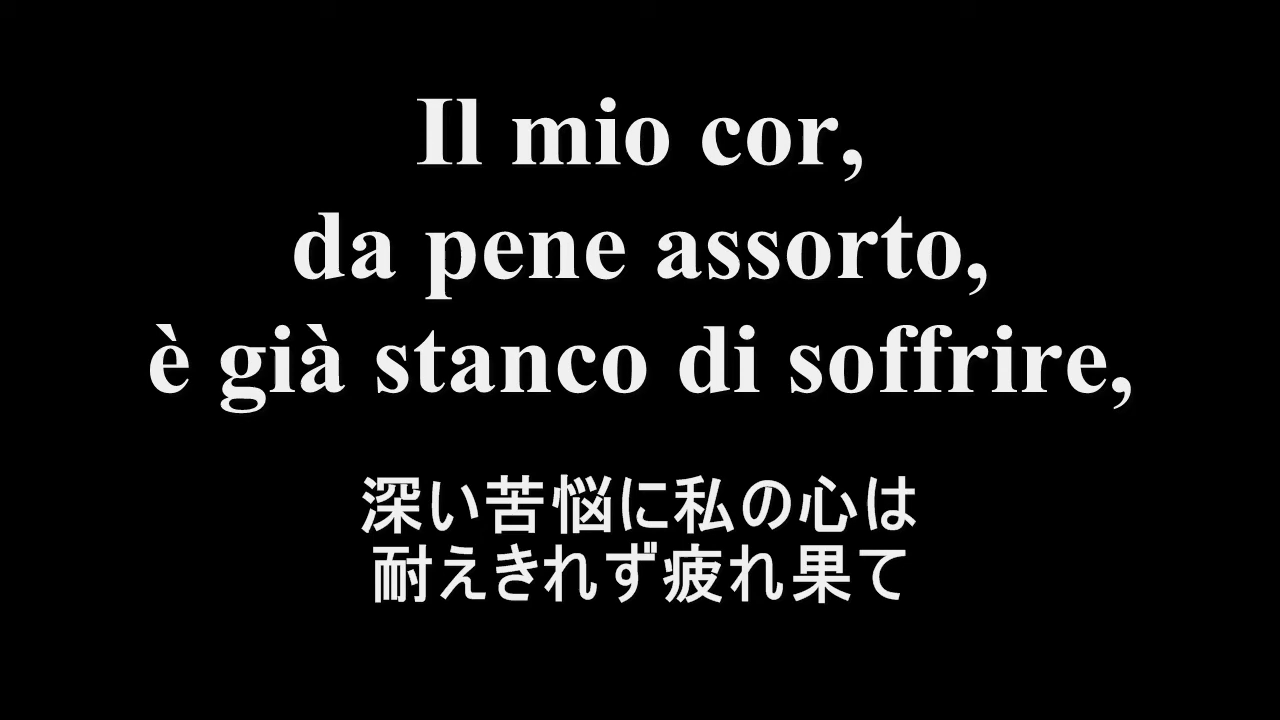 Il mio cor,
da pene assorto,
è già stanco di soffrire,
深い苦悩に私の心は
耐えきれず疲れ果て